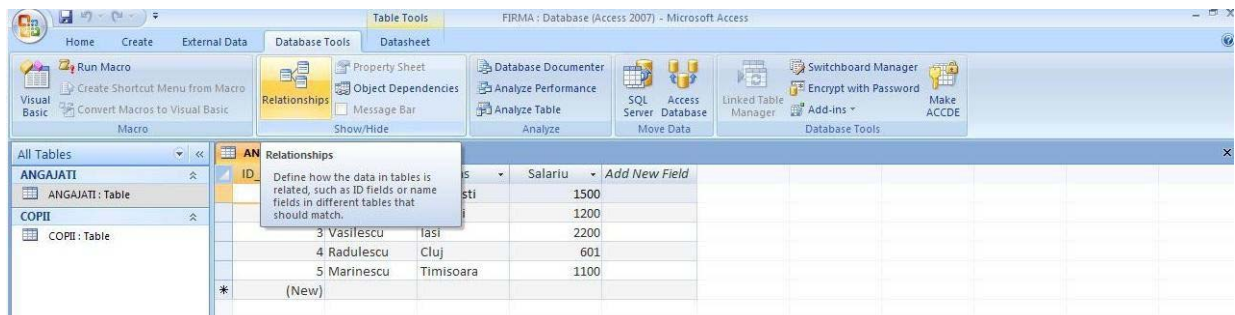 Table Tools
FIRMA : Database (Access 2007) - Microsoft Access
Home Create External Data Database Tools Datasheet
Visual Basic
Run Macro
Create Shortcut Menu from Macro
Convert Macros to Visual Basic
Macro
Relationships
Property Sheet
Object Dependencies
Message Bar
Show/Hide
Database Documenter
Analyze Performance
Analyze Table
Analyze
SQL Server
Access Database
Move Data
Linked Table Manager
Switchboard Manager
Encrypt with Password
Add-ins
Make ACCDE
Database Tools
All Tables
ANGAJATI
ANGAJATI : Table
COPII
COPII : Table
AN
Relationships
Define how the data in tables is
related, such as ID fields or name
fields in different tables that
should match.
ID_ s Salariu Add New Field
sti 1500
i 1200
3 Vasilescu Iasi 2200
4 Radulescu Cluj 601
5 Marinescu Timisoara 1100
* (New)